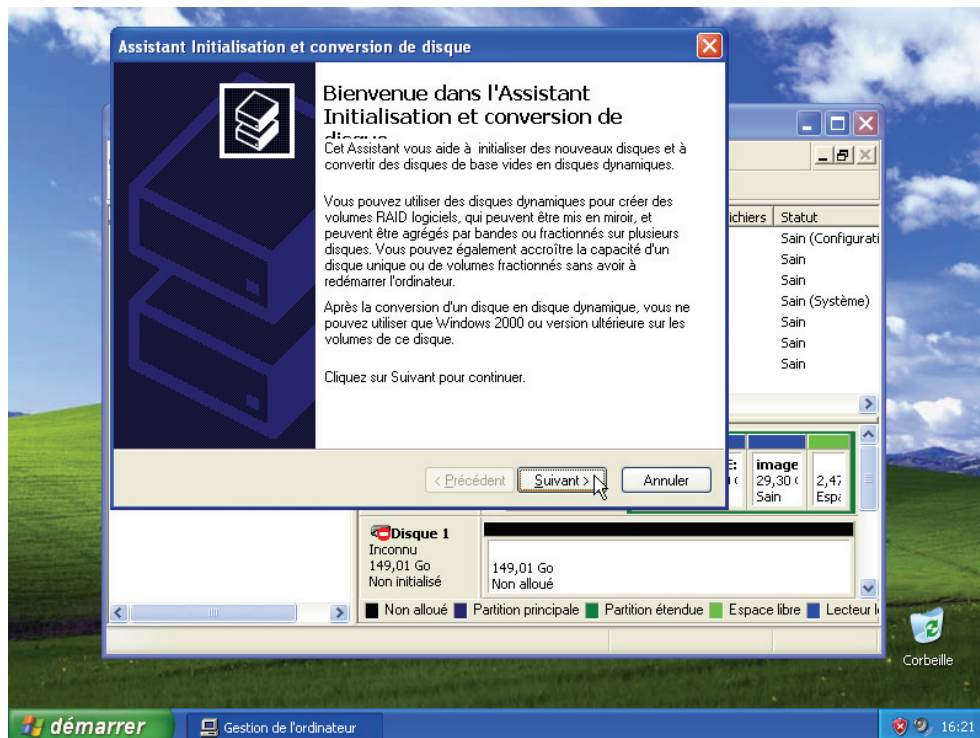 Assistant Initialisation et conversion de disque
Bienvenue dans l'Assistant
Initialisation et conversion de
disque
Cet Assistant vous aide à initialiser des nouveaux disques et à
convertir des disques de base vides en disques dynamiques.
Vous pouvez utiliser des disques dynamiques pour créer des
volumes RAID logiciels, qui peuvent être mis en miroir, et
peuvent être agrégés par bandes ou fractionnés sur plusieurs
disques. Vous pouvez également accroître la capacité d'un
disque unique ou de volumes fractionnés sans avoir à
redémarrer l'ordinateur.
Après la conversion d'un disque en disque dynamique, vous ne
pouvez utiliser que Windows 2000 ou version ultérieure sur les
volumes de ce disque.
Cliquez sur Suivant pour continuer.
< Précédent
Suivant >
Annuler
ichiers
Statut
Sain (Configurati
Sain
Sain
Sain (Système)
Sain
Sain
Sain
E:
image
29,30 (
Sain
2,47
Espa
Disque 1
Inconnu
149,01 Go
Non initialisé
149,01 Go
Non alloué
Non alloué
Partition principale
Partition étendue
Espace libre
Lecteur l
Corbeille
démarrer
Gestion de l'ordinateur
16:21